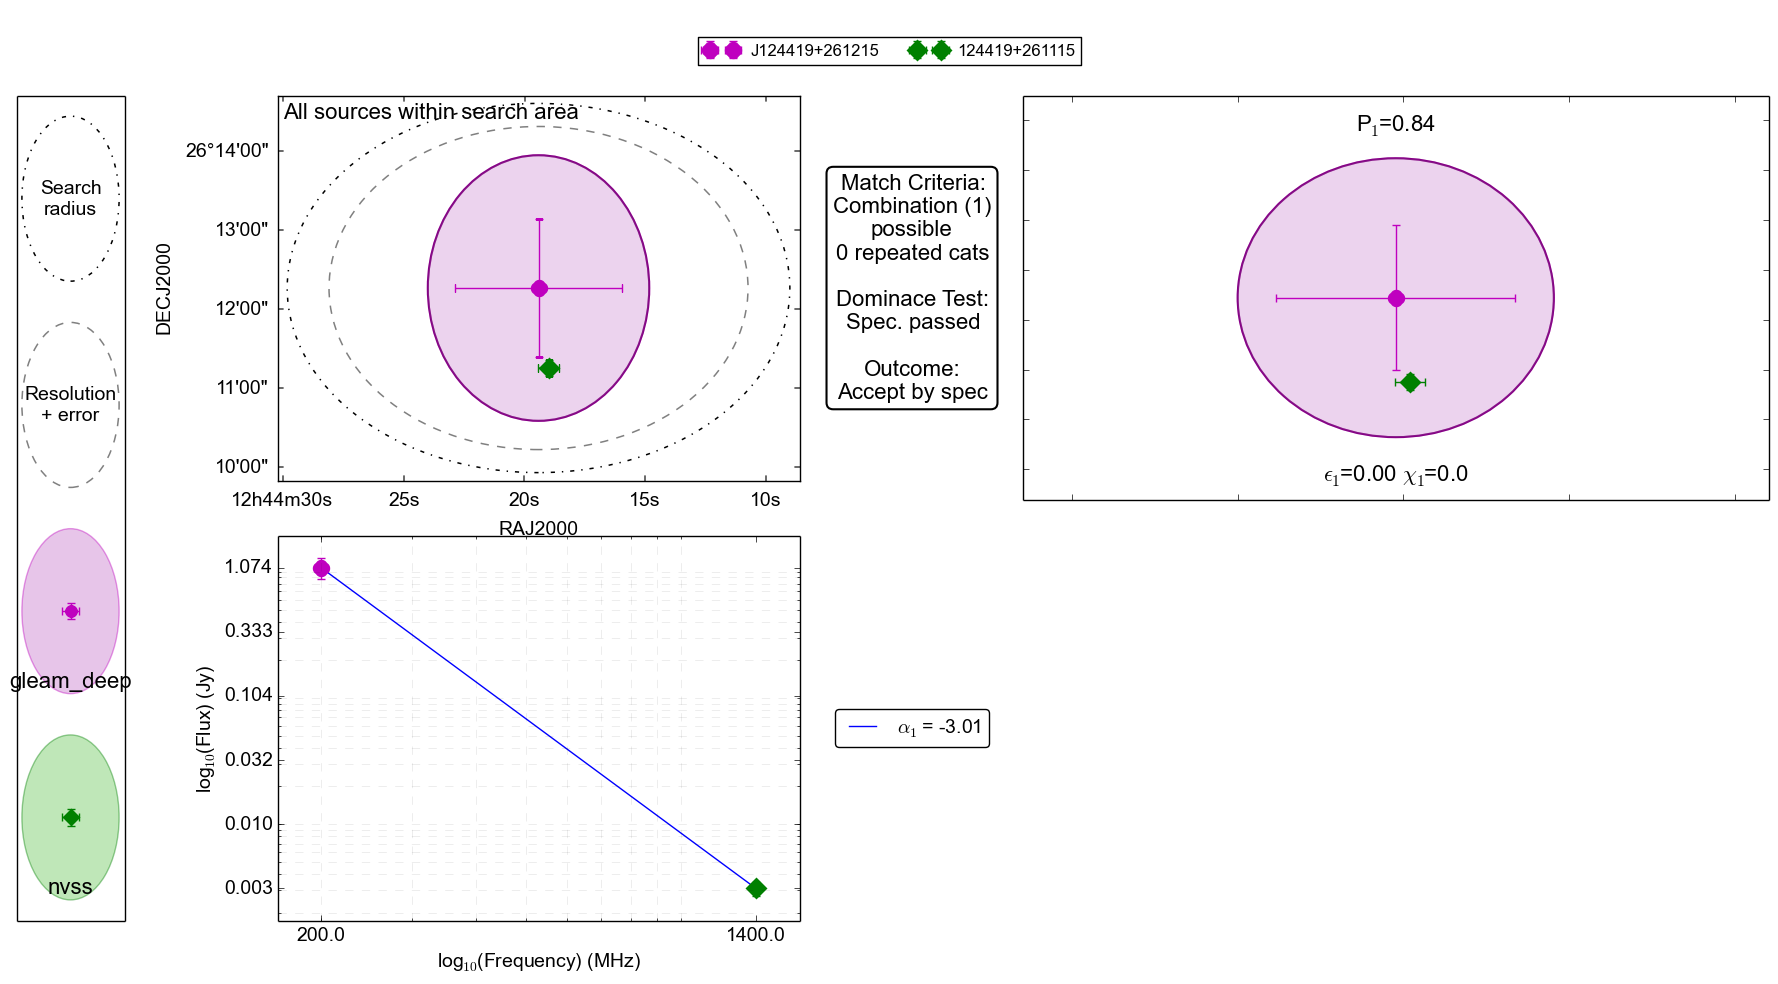 J124419+261215 124419+261115
Search
radius
Resolution
+ error
gleam_deep
nvss
All sources within search area
DECJ2000
26°14'00"
13'00"
12'00"
11'00"
10'00"
12h44m30s 25s 20s 15s 10s
RAJ2000
Match Criteria:
Combination (1)
possible
0 repeated cats
Dominace Test:
Spec. passed
Outcome:
Accept by spec
P₁=0.84
ϵ₁=0.00 χ₁=0.0
log₁₀(Flux) (Jy)
1.074
0.333
0.104
0.032
0.010
0.003
200.0 1400.0
log₁₀(Frequency) (MHz)
α₁ = -3.01